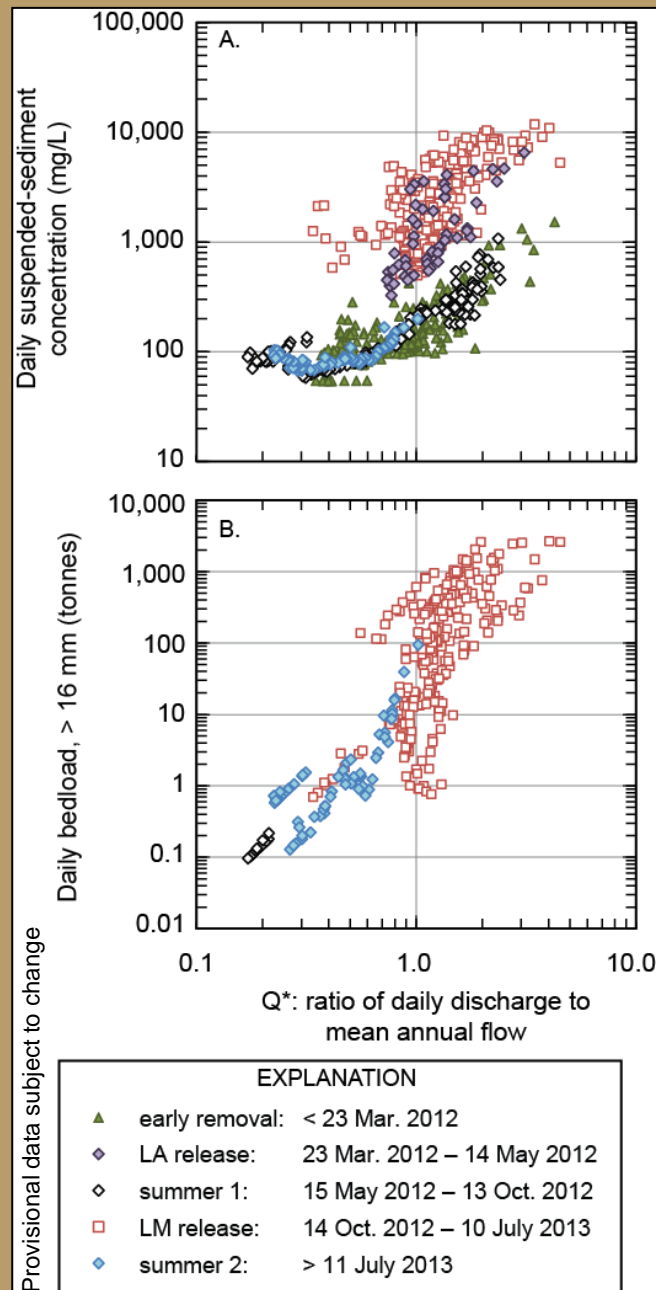 A.
100,000
10,000
1,000
100
10
Daily suspended-sediment
concentration (mg/L)
B.
10,000
1,000
100
10
1
0.1
0.01
Daily bedload, > 16 mm (tonnes)
0.1
1.0
10.0
Q*: ratio of daily discharge to
mean annual flow
Provisional data subject to change
EXPLANATION
early removal: < 23 Mar. 2012
LA release: 23 Mar. 2012 – 14 May 2012
summer 1: 15 May 2012 – 13 Oct. 2012
LM release: 14 Oct. 2012 – 10 July 2013
summer 2: > 11 July 2013